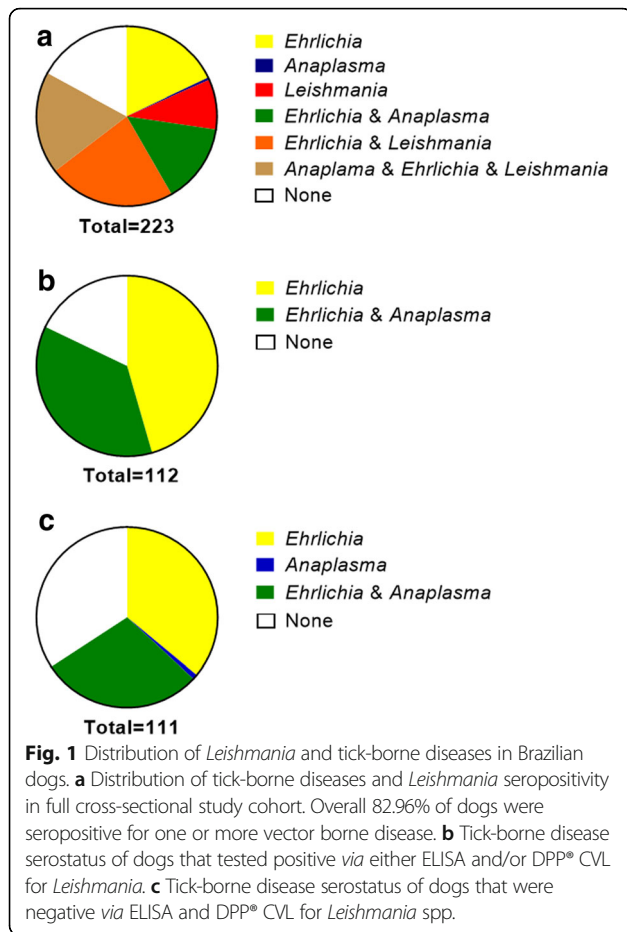 a
Ehrlichia
Anaplasma
Leishmania
Ehrlichia & Anaplasma
Ehrlichia & Leishmania
Anaplama & Ehrlichia & Leishmania
None
Total=223
b
Ehrlichia
Ehrlichia & Anaplasma
None
Total=112
c
Ehrlichia
Anaplasma
Ehrlichia & Anaplasma
None
Total=111
Fig. 1 Distribution of Leishmania and tick-borne diseases in Brazilian
dogs. a Distribution of tick-borne diseases and Leishmania seropositivity
in full cross-sectional study cohort. Overall 82.96% of dogs were
seropositive for one or more vector borne disease. b Tick-borne disease
serostatus of dogs that tested positive via either ELISA and/or DPP® CVL
for Leishmania. c Tick-borne disease serostatus of dogs that were
negative via ELISA and DPP® CVL for Leishmania spp.